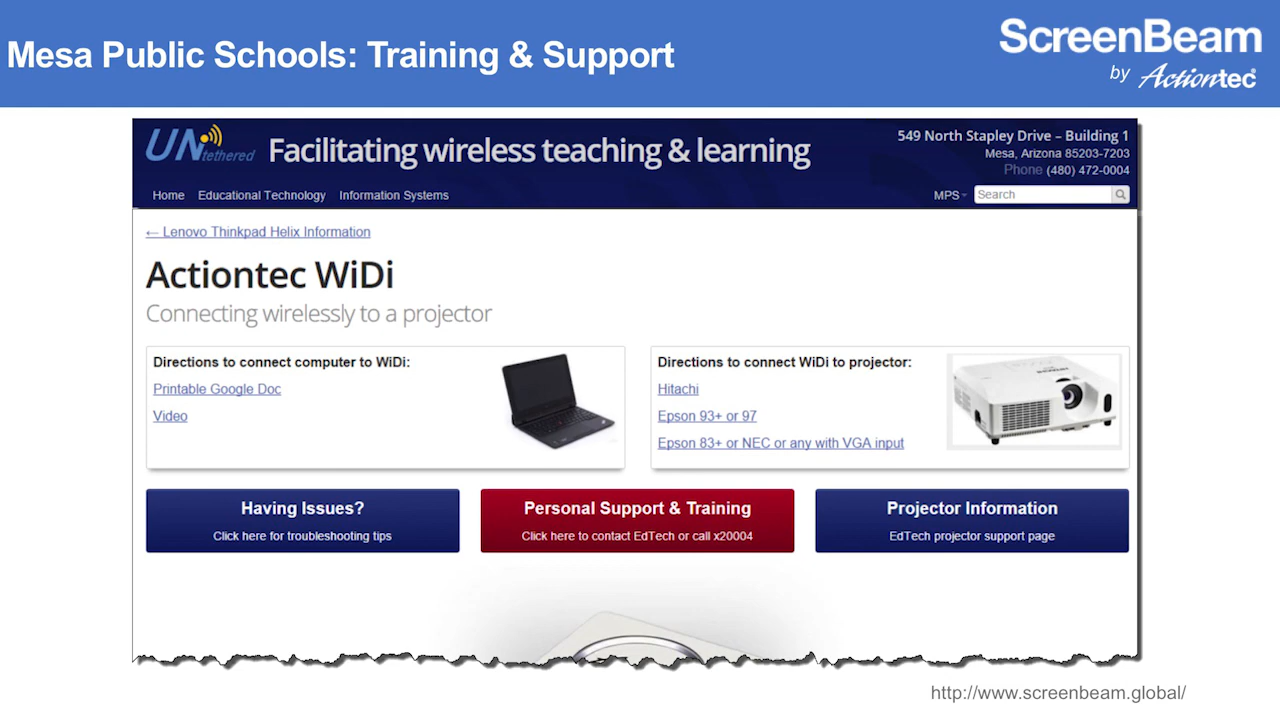 Mesa Public Schools: Training & Support
ScreenBeam
by Actiontec®
UNtethered
Facilitating wireless teaching & learning
549 North Stapley Drive – Building 1
Mesa, Arizona 85203-7203
Phone (480) 472-0004
Home Educational Technology Information Systems
MPS Search
← Lenovo Thinkpad Helix Information
Actiontec WiDi
Connecting wirelessly to a projector
Directions to connect computer to WiDi:
Printable Google Doc
Video
Directions to connect WiDi to projector:
Hitachi
Epson 93+ or 97
Epson 83+ or NEC or any with VGA input
HITACHI
Having Issues?
Click here for troubleshooting tips
Personal Support & Training
Click here to contact EdTech or call x20004
Projector Information
EdTech projector support page
http://www.screenbeam.global/